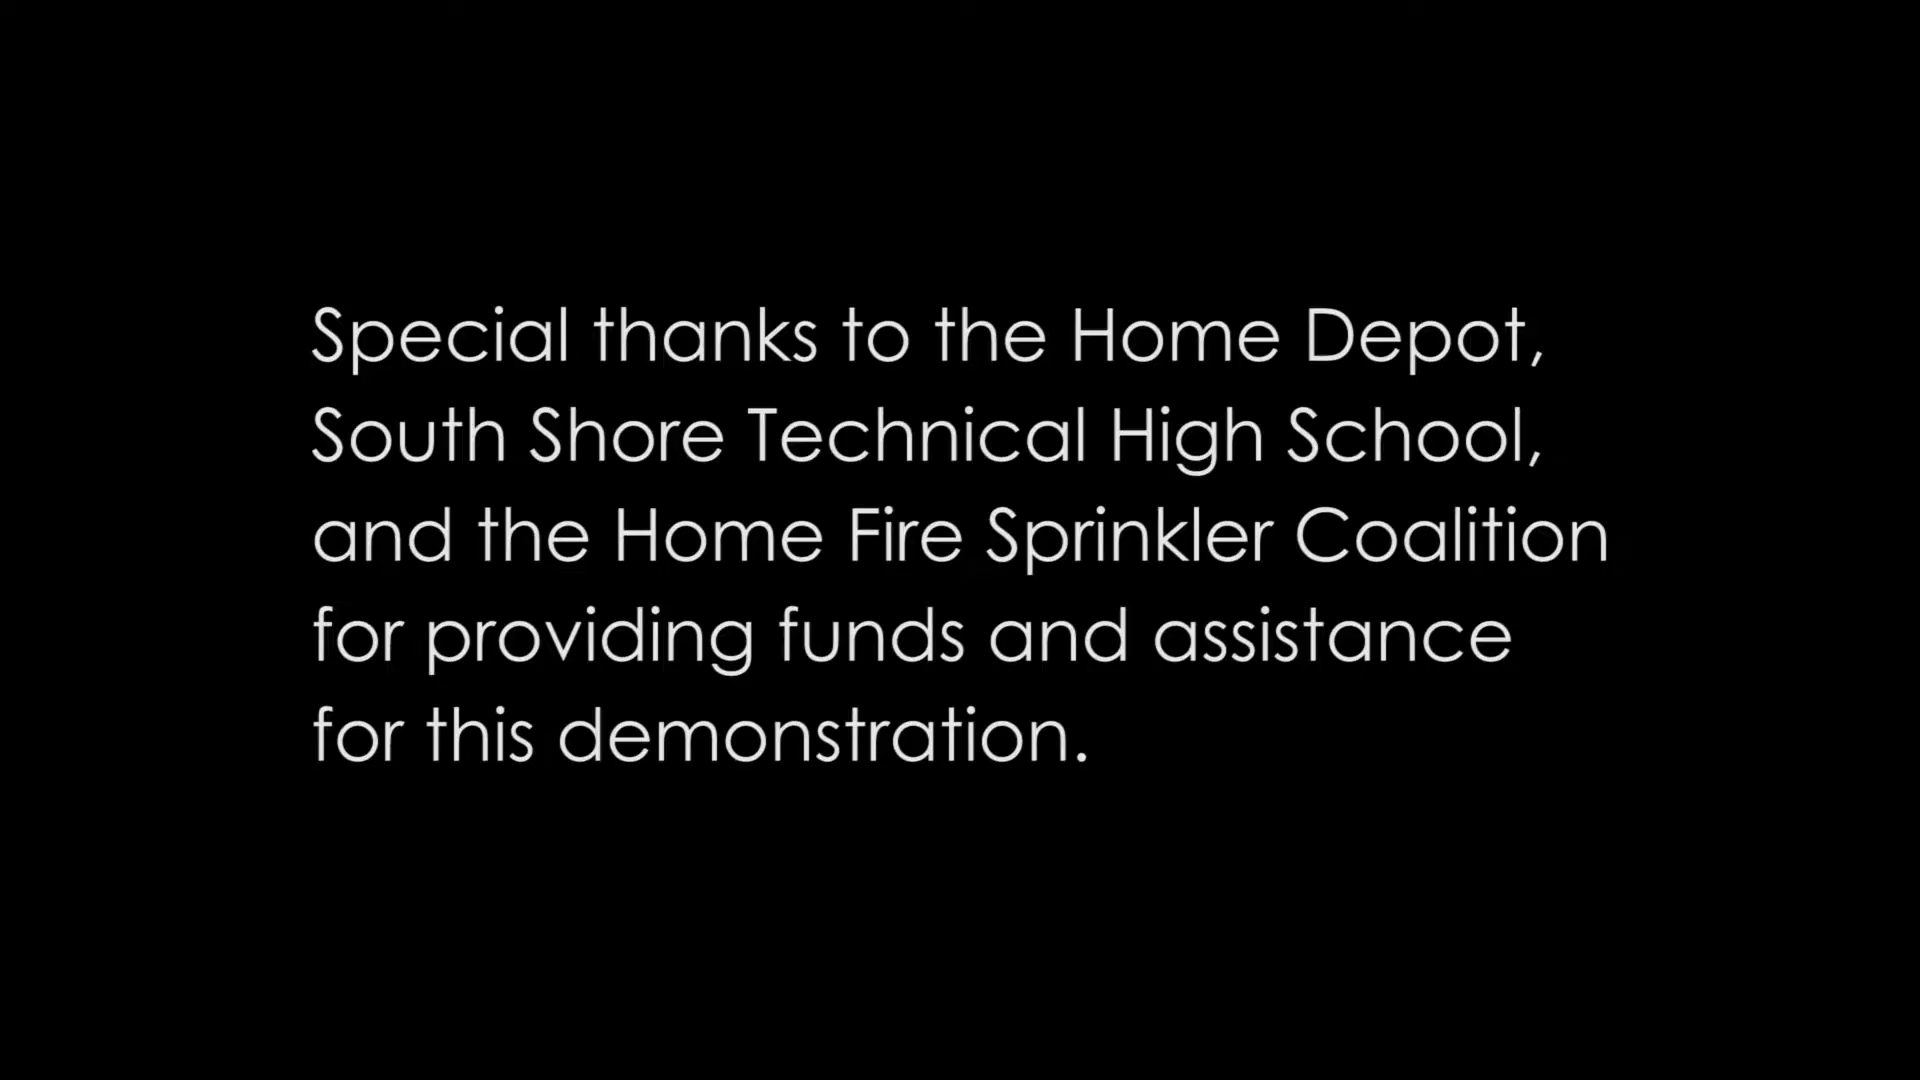 Special thanks to the Home Depot,
South Shore Technical High School,
and the Home Fire Sprinkler Coalition
for providing funds and assistance
for this demonstration.